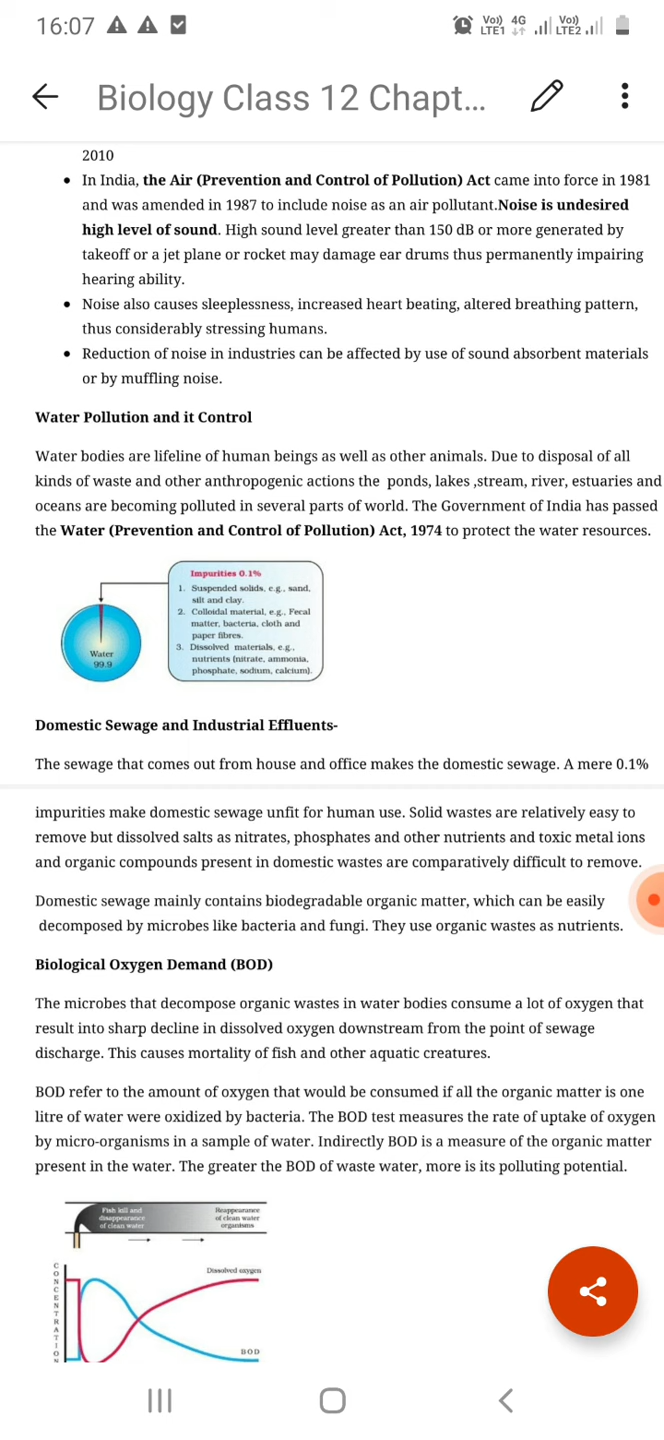 16:07
Vo)) 4G Vo))
LTE1 LTE2
Biology Class 12 Chapt...
2010
• In India, the Air (Prevention and Control of Pollution) Act came into force in 1981
and was amended in 1987 to include noise as an air pollutant.Noise is undesired
high level of sound. High sound level greater than 150 dB or more generated by
takeoff or a jet plane or rocket may damage ear drums thus permanently impairing
hearing ability.
• Noise also causes sleeplessness, increased heart beating, altered breathing pattern,
thus considerably stressing humans.
• Reduction of noise in industries can be affected by use of sound absorbent materials
or by muffling noise.
Water Pollution and it Control
Water bodies are lifeline of human beings as well as other animals. Due to disposal of all
kinds of waste and other anthropogenic actions the ponds, lakes ,stream, river, estuaries and
oceans are becoming polluted in several parts of world. The Government of India has passed
the Water (Prevention and Control of Pollution) Act, 1974 to protect the water resources.
Impurities 0.1%
1. Suspended solids, e.g., sand,
silt and clay.
2. Colloidal material, e.g., Fecal
matter, bacteria, cloth and
paper fibres.
3. Dissolved materials, e.g.,
nutrients (nitrate, ammonia,
phosphate, sodium, calcium).
Water
99.9
Domestic Sewage and Industrial Effluents-
The sewage that comes out from house and office makes the domestic sewage. A mere 0.1%
impurities make domestic sewage unfit for human use. Solid wastes are relatively easy to
remove but dissolved salts as nitrates, phosphates and other nutrients and toxic metal ions
and organic compounds present in domestic wastes are comparatively difficult to remove.
Domestic sewage mainly contains biodegradable organic matter, which can be easily
decomposed by microbes like bacteria and fungi. They use organic wastes as nutrients.
Biological Oxygen Demand (BOD)
The microbes that decompose organic wastes in water bodies consume a lot of oxygen that
result into sharp decline in dissolved oxygen downstream from the point of sewage
discharge. This causes mortality of fish and other aquatic creatures.
BOD refer to the amount of oxygen that would be consumed if all the organic matter is one
litre of water were oxidized by bacteria. The BOD test measures the rate of uptake of oxygen
by micro-organisms in a sample of water. Indirectly BOD is a measure of the organic matter
present in the water. The greater the BOD of waste water, more is its polluting potential.
Fish kill and
disappearance
of clean water
Reappearance
of clean water
organisms
Dissolved oxygen
CONCENTRATION
BOD